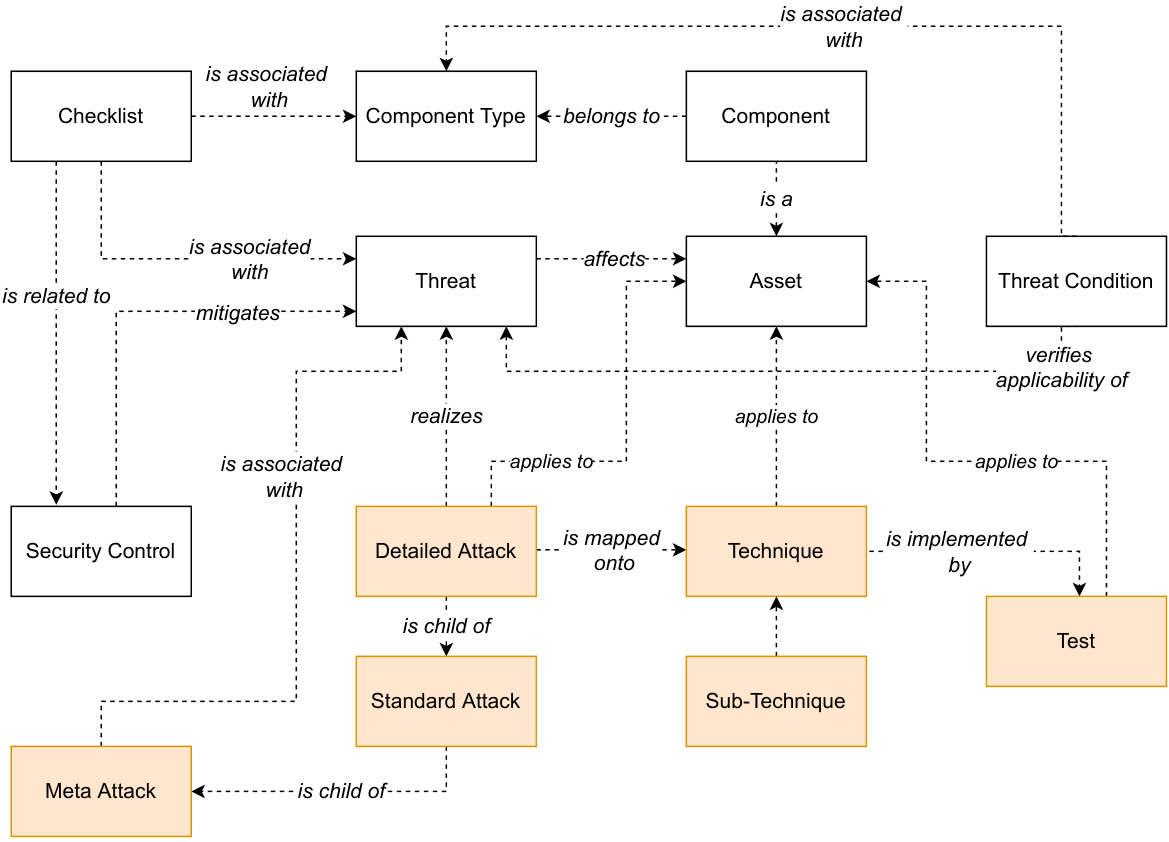 is associated
with
is associated
with
Checklist
Component Type
belongs to
Component
is a
is associated
with
Threat
affects
Asset
Threat Condition
is related to
mitigates
verifies
applicability of
realizes
applies to
is associated
with
applies to
applies to
Security Control
Detailed Attack
is mapped
onto
Technique
is implemented
by
is child of
Test
Standard Attack
Sub-Technique
Meta Attack
is child of